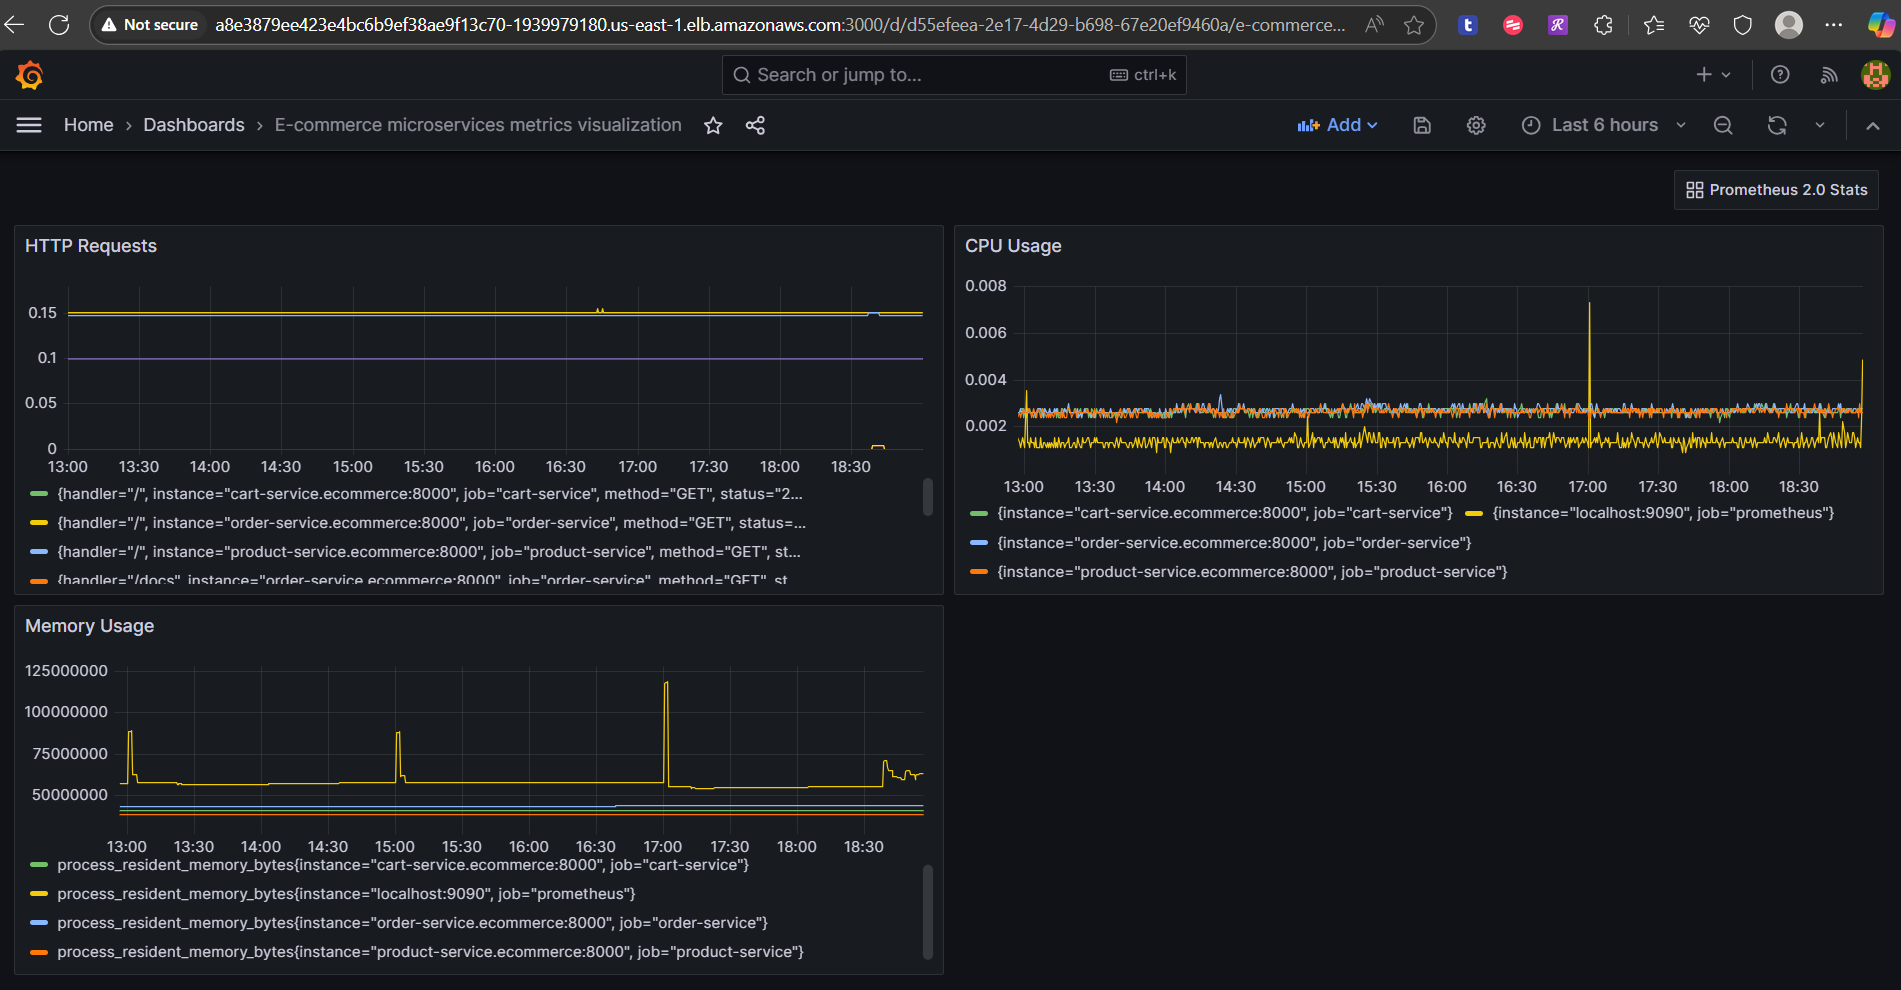 Not secure a8e3879ee423e4bc6b9ef38ae9f13c70-1939979180.us-east-1.elb.amazonaws.com:3000/d/d55efeea-2e17-4d29-b698-67e20ef9460a/e-commerce...
Search or jump to... ctrl+k
Home › Dashboards › E-commerce microservices metrics visualization Add Last 6 hours
Prometheus 2.0 Stats
HTTP Requests
0.15
0.1
0.05
0
13:00 13:30 14:00 14:30 15:00 15:30 16:00 16:30 17:00 17:30 18:00 18:30
{handler="/", instance="cart-service.ecommerce:8000", job="cart-service", method="GET", status="2...
{handler="/", instance="order-service.ecommerce:8000", job="order-service", method="GET", status=...
{handler="/", instance="product-service.ecommerce:8000", job="product-service", method="GET", st...
{handler="/docs", instance="order-service.ecommerce:8000", job="order-service", method="GET", st
CPU Usage
0.008
0.006
0.004
0.002
13:00 13:30 14:00 14:30 15:00 15:30 16:00 16:30 17:00 17:30 18:00 18:30
{instance="cart-service.ecommerce:8000", job="cart-service"} {instance="localhost:9090", job="prometheus"}
{instance="order-service.ecommerce:8000", job="order-service"}
{instance="product-service.ecommerce:8000", job="product-service"}
Memory Usage
125000000
100000000
75000000
50000000
13:00 13:30 14:00 14:30 15:00 15:30 16:00 16:30 17:00 17:30 18:00 18:30
process_resident_memory_bytes{instance="cart-service.ecommerce:8000", job="cart-service"}
process_resident_memory_bytes{instance="localhost:9090", job="prometheus"}
process_resident_memory_bytes{instance="order-service.ecommerce:8000", job="order-service"}
process_resident_memory_bytes{instance="product-service.ecommerce:8000", job="product-service"}